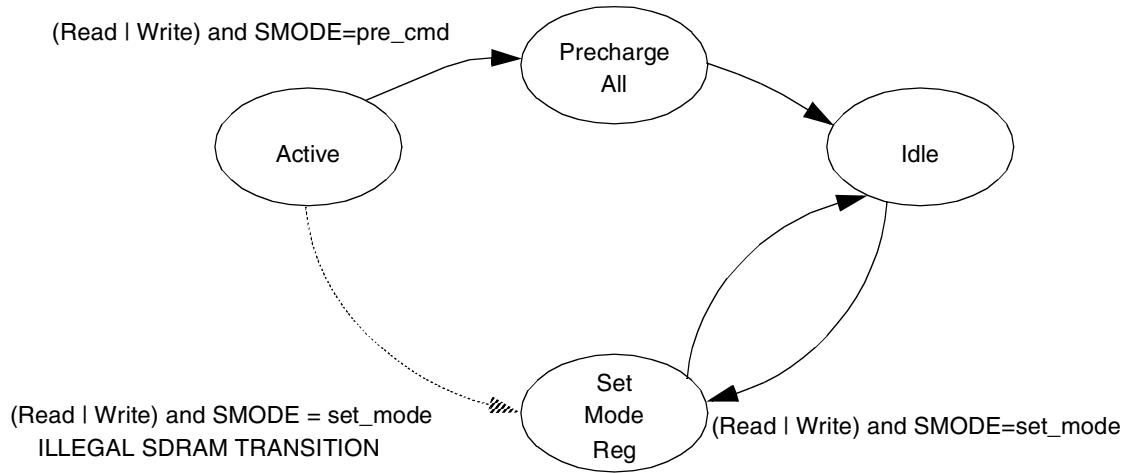 (Read | Write) and SMODE=pre_cmd
Precharge
All
Active
Idle
Set
Mode
Reg
(Read | Write) and SMODE = set_mode
ILLEGAL SDRAM TRANSITION
(Read | Write) and SMODE=set_mode